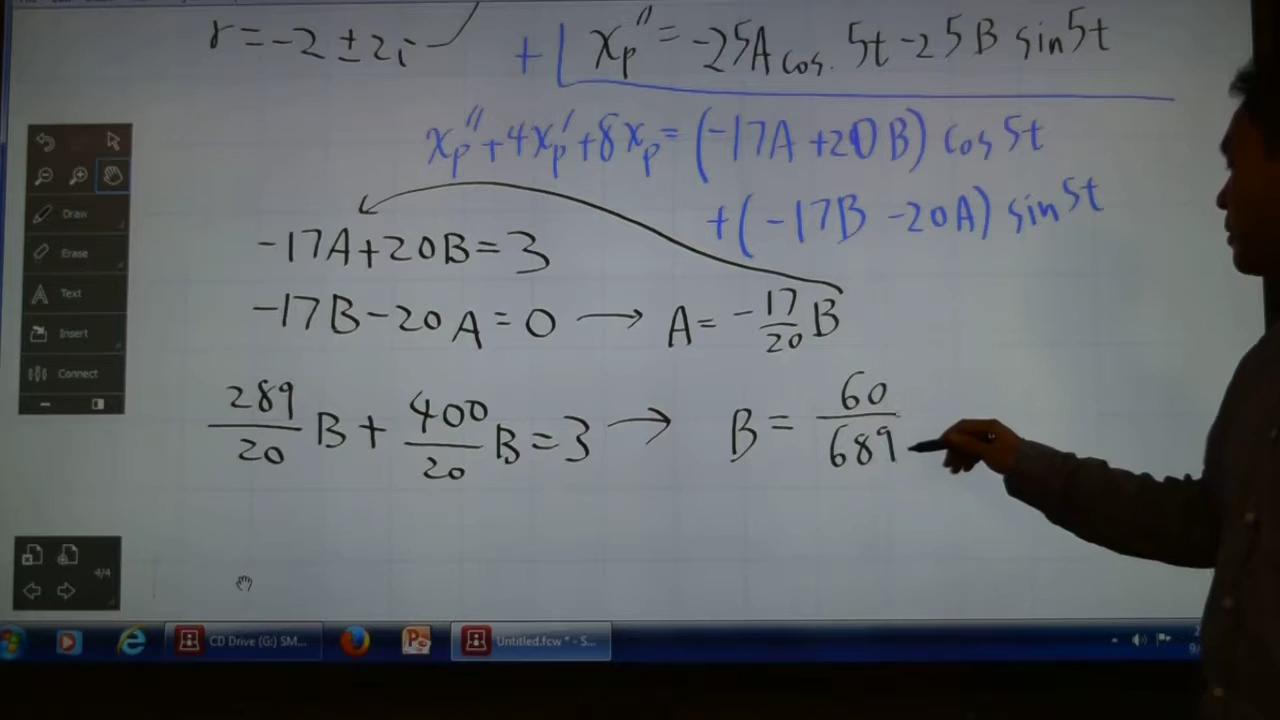 r = -2 ± 2i
+ x_p'' = -25A cos. 5t - 25B sin 5t
x_p'' + 4x_p' + 8x_p = (-17A + 20B) cos 5t
+ (-17B - 20A) sin 5t
-17A + 20B = 3
-17B - 20A = 0 → A = -17/20 B
289/20 B + 400/20 B = 3 → B = 60/689
Draw
Erase
Text
Insert
Connect
4/4
CD Drive (G:) SM...
Untitled.fcw * - S...